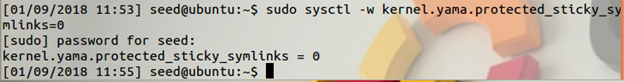 [01/09/2018 11:53] seed@ubuntu:~$ sudo sysctl -w kernel.yama.protected_sticky_sy
mlinks=0
[sudo] password for seed:
kernel.yama.protected_sticky_symlinks = 0
[01/09/2018 11:55] seed@ubuntu:~$